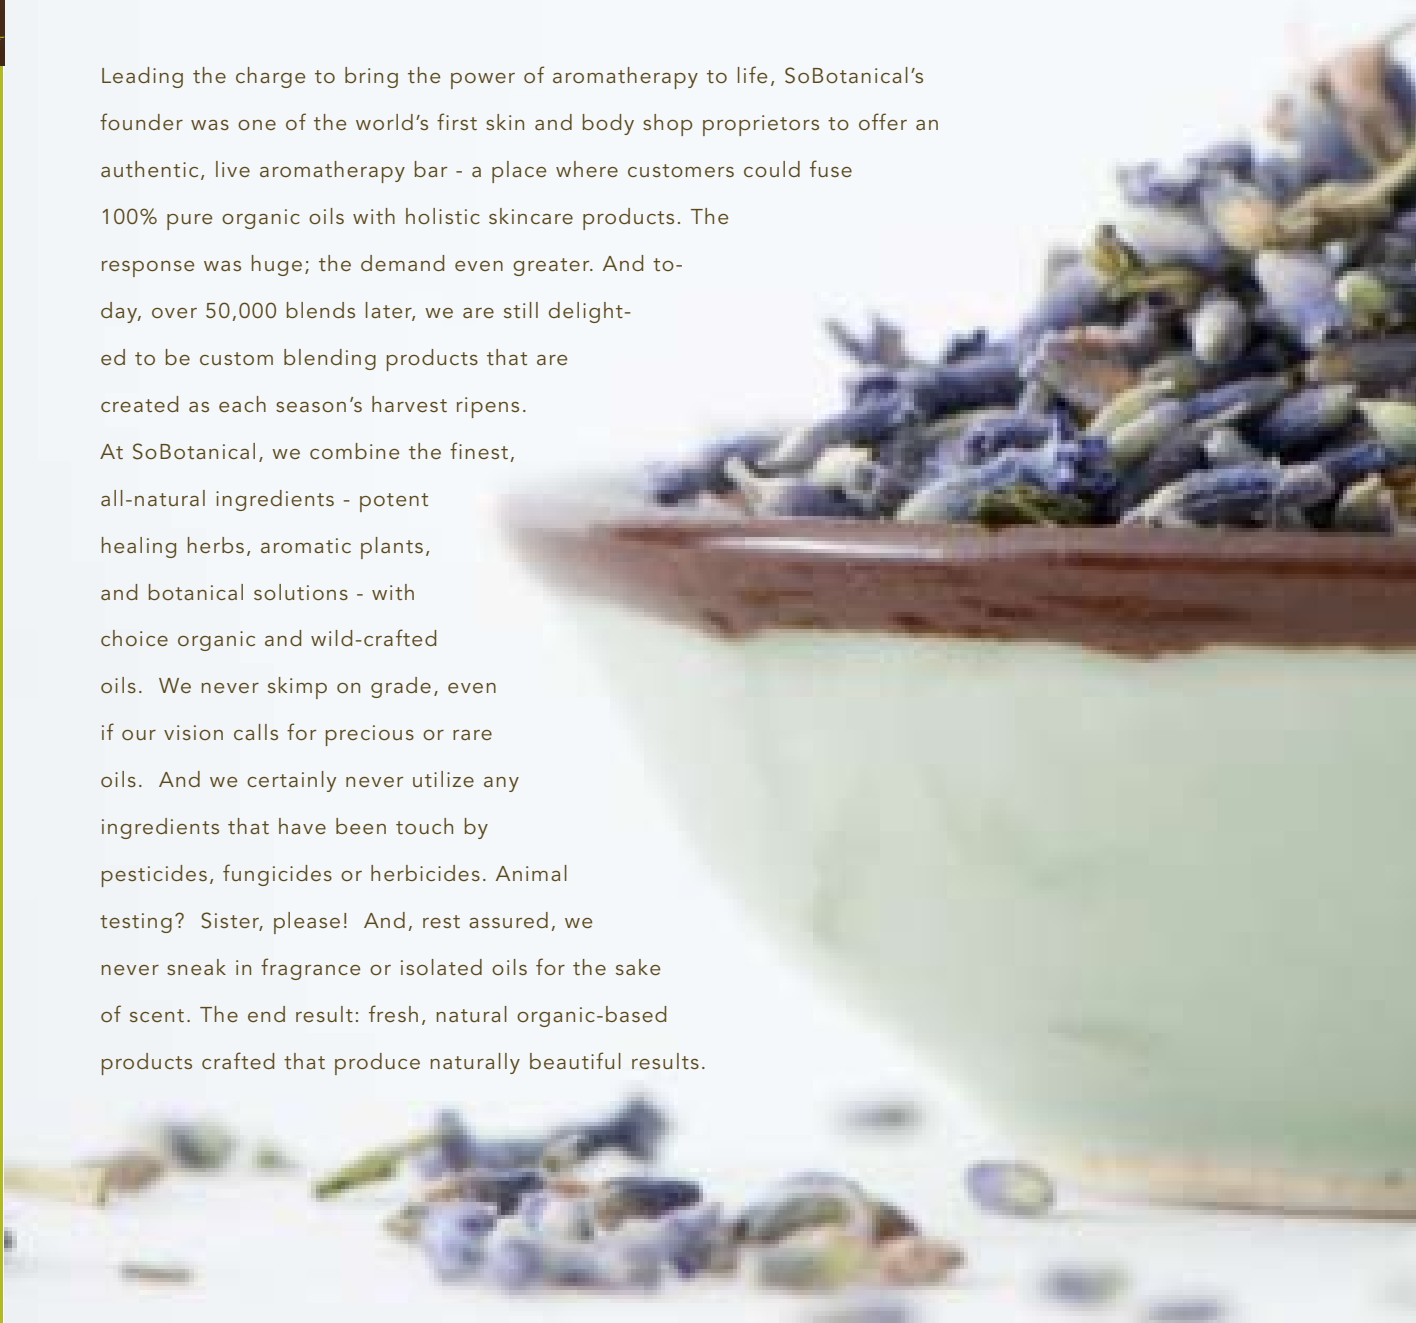 Leading the charge to bring the power of aromatherapy to life, SoBotanical’s
founder was one of the world’s first skin and body shop proprietors to offer an
authentic, live aromatherapy bar - a place where customers could fuse
100% pure organic oils with holistic skincare products. The
response was huge; the demand even greater. And to-
day, over 50,000 blends later, we are still delight-
ed to be custom blending products that are
created as each season’s harvest ripens.
At SoBotanical, we combine the finest,
all-natural ingredients - potent
healing herbs, aromatic plants,
and botanical solutions - with
choice organic and wild-crafted
oils.  We never skimp on grade, even
if our vision calls for precious or rare
oils.  And we certainly never utilize any
ingredients that have been touch by
pesticides, fungicides or herbicides. Animal
testing?  Sister, please!  And, rest assured, we
never sneak in fragrance or isolated oils for the sake
of scent. The end result: fresh, natural organic-based
products crafted that produce naturally beautiful results.